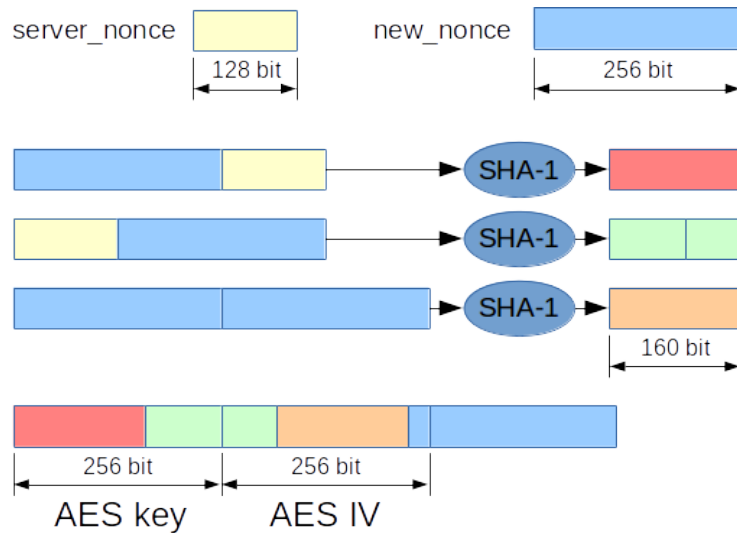 server_nonce
new_nonce
128 bit
256 bit
SHA-1
SHA-1
SHA-1
160 bit
256 bit
256 bit
AES key
AES IV